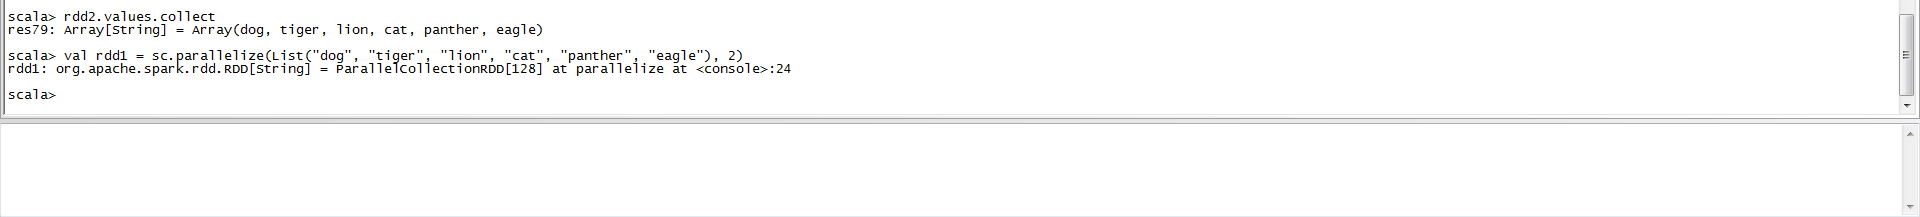 scala> rdd2.values.collect
res79: Array[String] = Array(dog, tiger, lion, cat, panther, eagle)
scala> val rdd1 = sc.parallelize(List("dog", "tiger", "lion", "cat", "panther", "eagle"), 2)
rdd1: org.apache.spark.rdd.RDD[String] = ParallelCollectionRDD[128] at parallelize at <console>:24
scala>